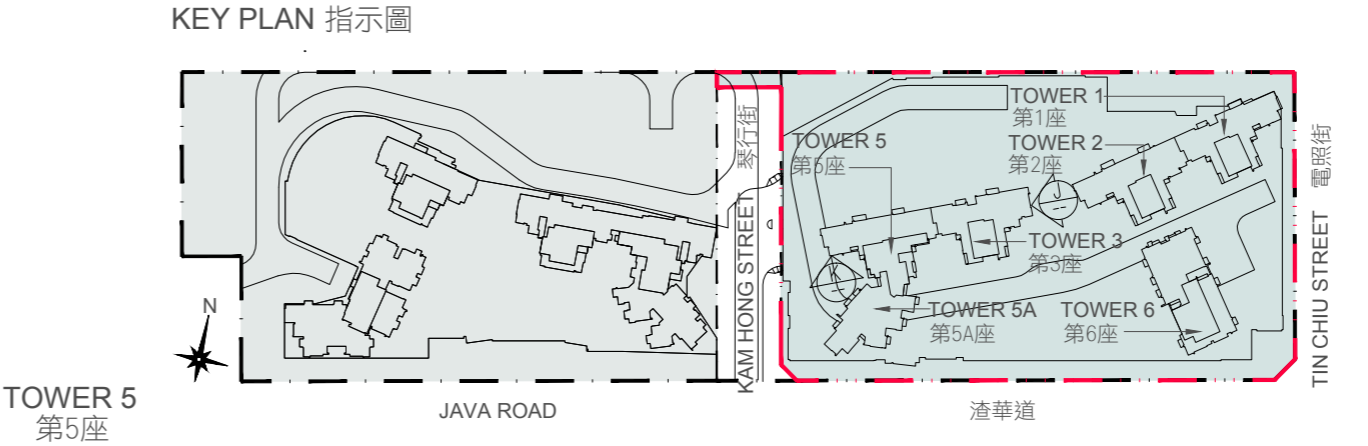 KEY PLAN 指示圖
TOWER 1
第1座
TOWER 2
第2座
TOWER 5
第5座
J
KAM HONG STREET 琴行街
TIN CHIU STREET 電照街
TOWER 3
第3座
K
N
TOWER 5A
第5A座
TOWER 6
第6座
TOWER 5
第5座
JAVA ROAD
渣華道